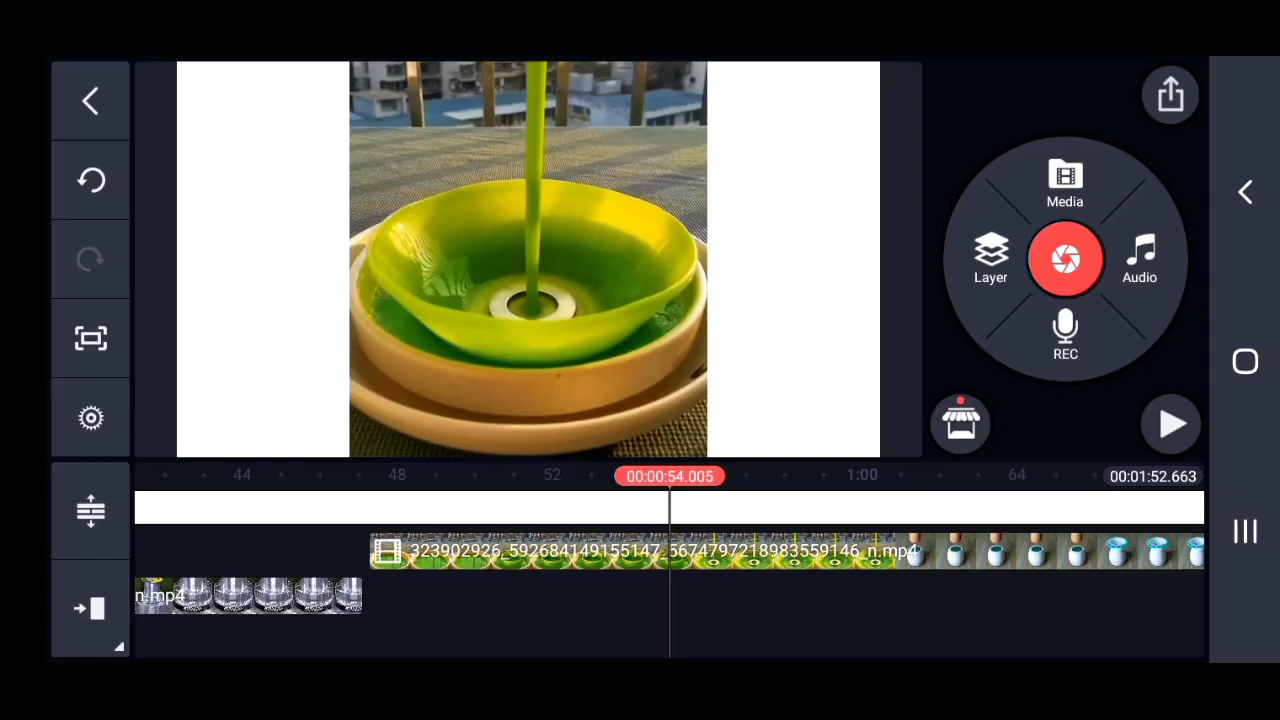 Media
Layer
Audio
REC
44
48
52
00:00:54.005
1:00
64
00:01:52.663
323902926_592684149155147_5674797218983559146_n.mp4
n.mp4